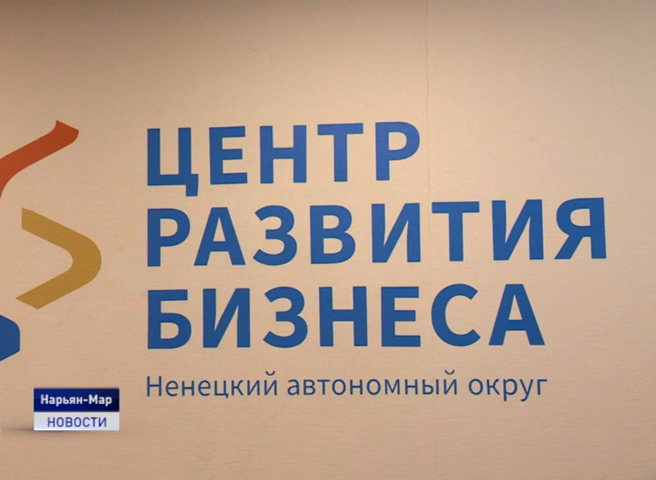 ЦЕНТР
РАЗВИТИЯ
БИЗНЕСА
Ненецкий автономный округ
Нарьян-Мар
НОВОСТИ